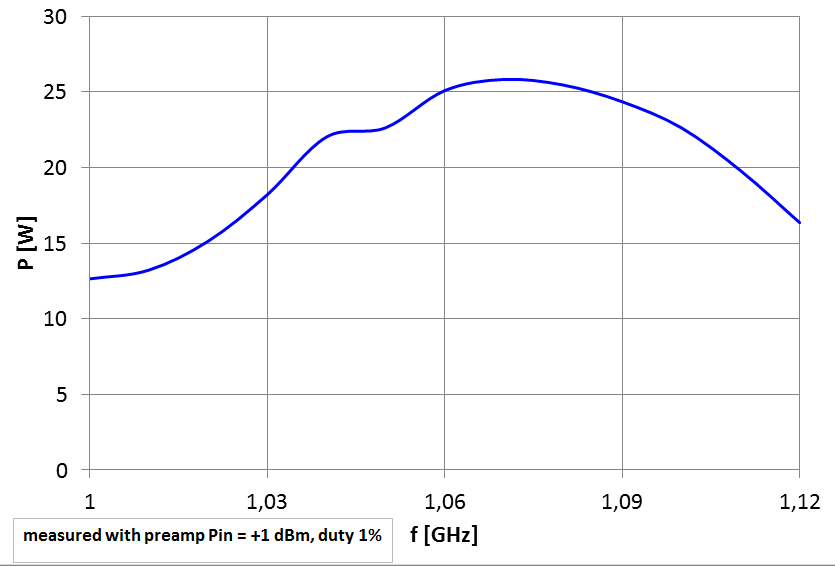 30
25
20
15
10
5
0
P [W]
1 1,03 1,06 1,09 1,12
measured with preamp Pin = +1 dBm, duty 1%
f [GHz]